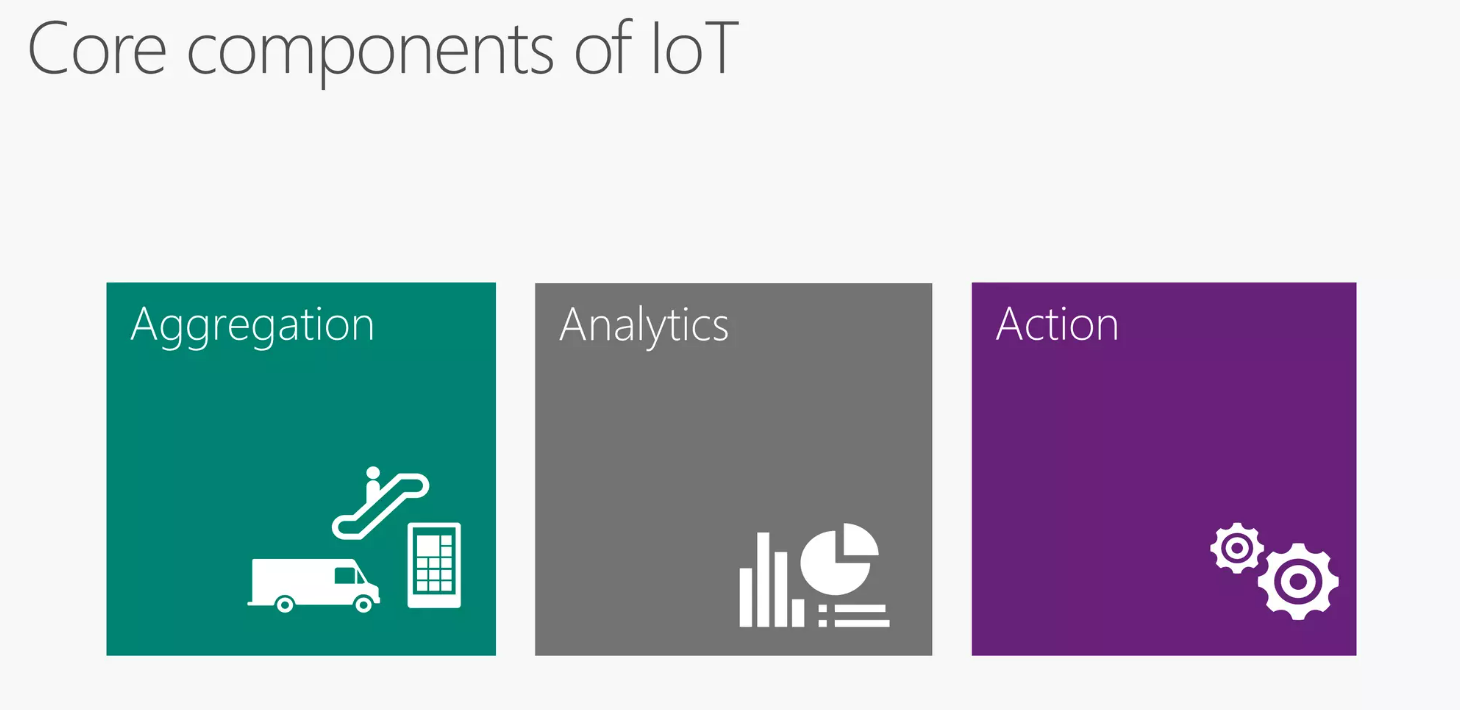 Core components of IoT
Aggregation
Analytics
Action